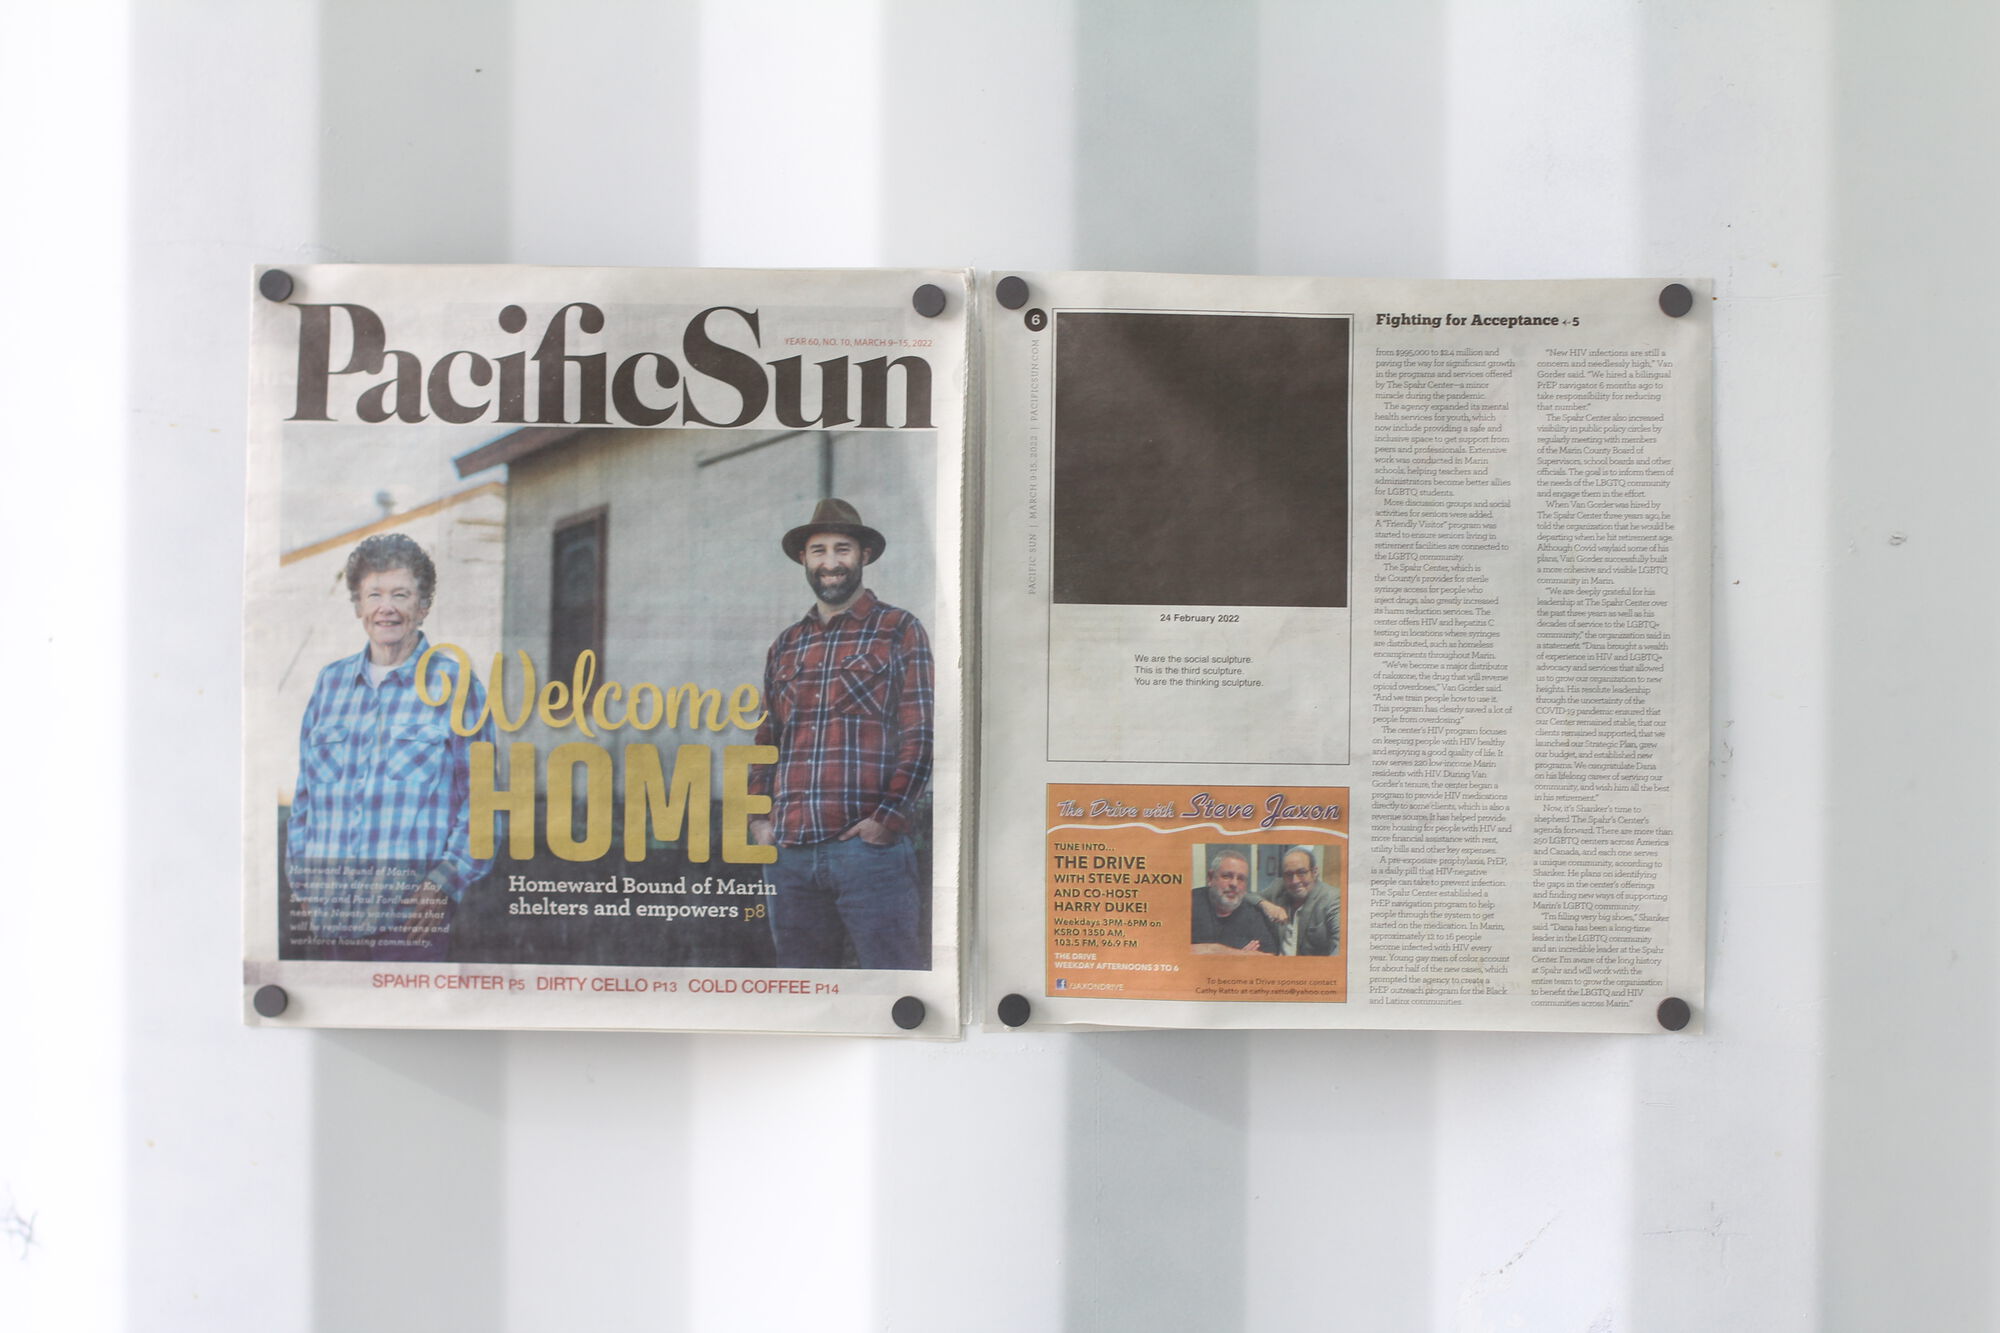 PacificSun
YEAR 60, NO. 10, MARCH 9–15, 2022
Welcome
HOME
Homeward Bound of Marin
shelters and empowers p8
Homeward Bound of Marin
co-executive directors Mary Kay
Sweeney and Paul Fordham stand
near the Novato warehouses that
will be replaced by a veterans and
workforce housing community.
SPAHR CENTER P5 DIRTY CELLO P13 COLD COFFEE P14
6
PACIFIC SUN | MARCH 9-15, 2022 | PACIFICSUN.COM
24 February 2022
We are the social sculpture.
This is the third sculpture.
You are the thinking sculpture.
The Drive with Steve Jaxon
TUNE INTO...
THE DRIVE
WITH STEVE JAXON
AND CO-HOST
HARRY DUKE!
Weekdays 3PM-6PM on
KSRO 1350 AM,
103.5 FM, 96.9 FM
THE DRIVE
WEEKDAY AFTERNOONS 3 TO 6
f /JAXONDRIVE
To become a Drive sponsor contact
Cathy Ratto at cathy.ratto@yahoo.com
Fighting for Acceptance ← 5
from $995,000 to $2.4 million and
paving the way for significant growth
in the programs and services offered
by The Spahr Center—a minor
miracle during the pandemic.
The agency expanded its mental
health services for youth, which
now include providing a safe and
inclusive space to get support from
peers and professionals. Extensive
work was conducted in Marin
schools, helping teachers and
administrators become better allies
for LGBTQ students.
More discussion groups and social
activities for seniors were added.
A "Friendly Visitor" program was
started to ensure seniors living in
retirement facilities are connected to
the LGBTQ community.
The Spahr Center, which is
the County's provides for sterile
syringe access for people who
inject drugs, also greatly increased
its harm reduction services. The
center offers HIV and hepatitis C
testing in locations where syringes
are distributed, such as homeless
encampments throughout Marin.
"We've become a major distributor
of naloxone, the drug that will reverse
opioid overdoses," Van Gorder said.
"And we train people how to use it.
This program has clearly saved a lot of
people from overdosing."
The center's HIV program focuses
on keeping people with HIV healthy
and enjoying a good quality of life. It
now serves 220 low-income Marin
residents with HIV. During Van
Gorder's tenure, the center began a
program to provide HIV medications
directly to some clients, which is also a
revenue source. It has helped provide
more housing for people with HIV and
more financial assistance with rent,
utility bills and other key expenses.
A pre-exposure prophylaxis, PrEP,
is a daily pill that HIV-negative
people can take to prevent infection.
The Spahr Center established a
PrEP navigation program to help
people through the system to get
started on the medication. In Marin,
approximately 12 to 16 people
become infected with HIV every
year. Young gay men of color account
for about half of the new cases, which
prompted the agency to create a
PrEP outreach program for the Black
and Latinx communities.
"New HIV infections are still a
concern and needlessly high," Van
Gorder said. "We hired a bilingual
PrEP navigator 6 months ago to
take responsibility for reducing
that number."
The Spahr Center also increased
visibility in public policy circles by
regularly meeting with members
of the Marin County Board of
Supervisors, school boards and other
officials. The goal is to inform them of
the needs of the LBGTQ community
and engage them in the effort.
When Van Gorder was hired by
The Spahr Center three years ago, he
told the organization that he would be
departing when he hit retirement age.
Although Covid waylaid some of his
plans, Van Gorder successfully built
a more cohesive and visible LGBTQ
community in Marin.
"We are deeply grateful for his
leadership at The Spahr Center over
the past three years as well as his
decades of service to the LGBTQ+
community," the organization said in
a statement. "Dana brought a wealth
of experience in HIV and LGBTQ+
advocacy and services that allowed
us to grow our organization to new
heights. His resolute leadership
through the uncertainty of the
COVID-19 pandemic ensured that
our Center remained stable, that our
clients remained supported, that we
launched our Strategic Plan, grew
our budget, and established new
programs. We congratulate Dana
on his lifelong career of serving our
community, and wish him all the best
in his retirement."
Now, it's Shanker's time to
shepherd The Spahr's Center's
agenda forward. There are more than
250 LGBTQ centers across America
and Canada, and each one serves
a unique community, according to
Shanker. He plans on identifying
the gaps in the center's offerings
and finding new ways of supporting
Marin's LGBTQ community.
"I'm filling very big shoes," Shanker
said. "Dana has been a long-time
leader in the LGBTQ community
and an incredible leader at the Spahr
Center. I'm aware of the long history
at Spahr and will work with the
entire team to grow the organization
to benefit the LBGTQ and HIV
communities across Marin."